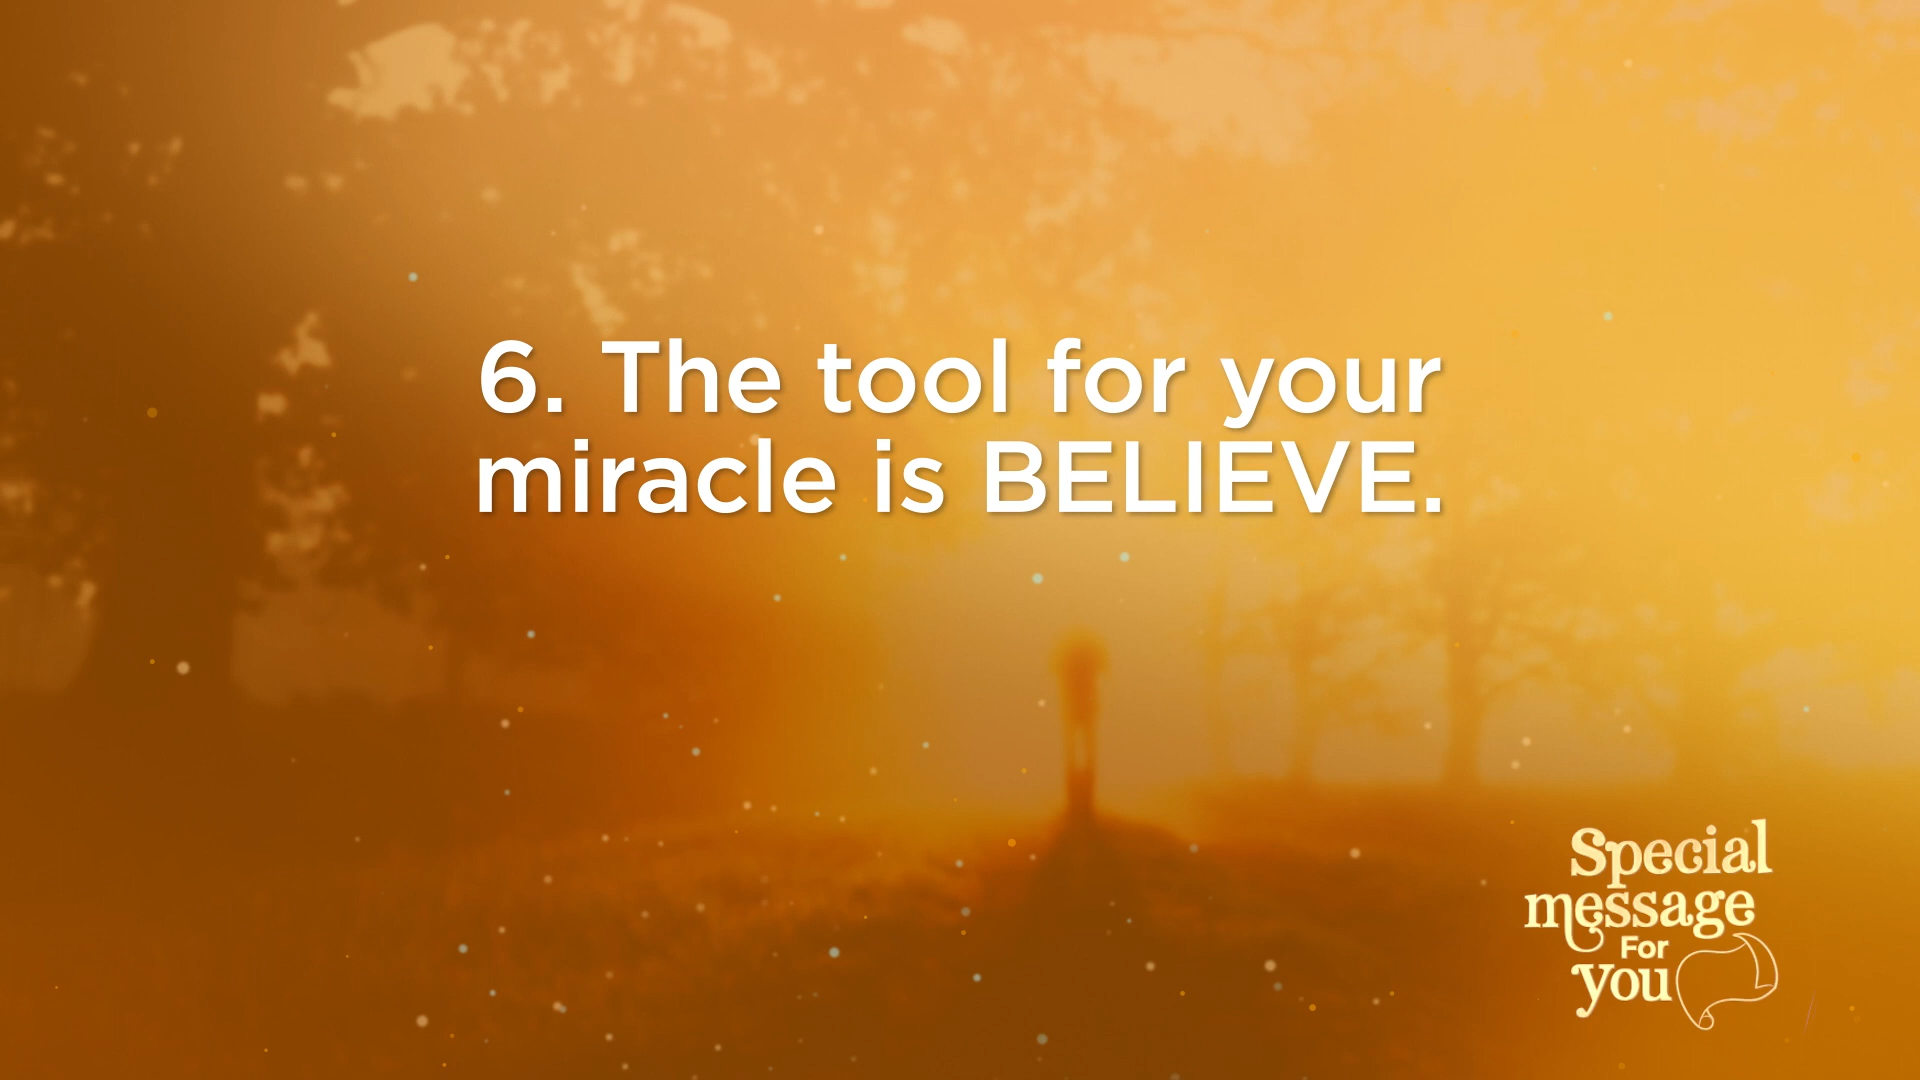 6. The tool for your
miracle is BELIEVE.
Special
message
For
you